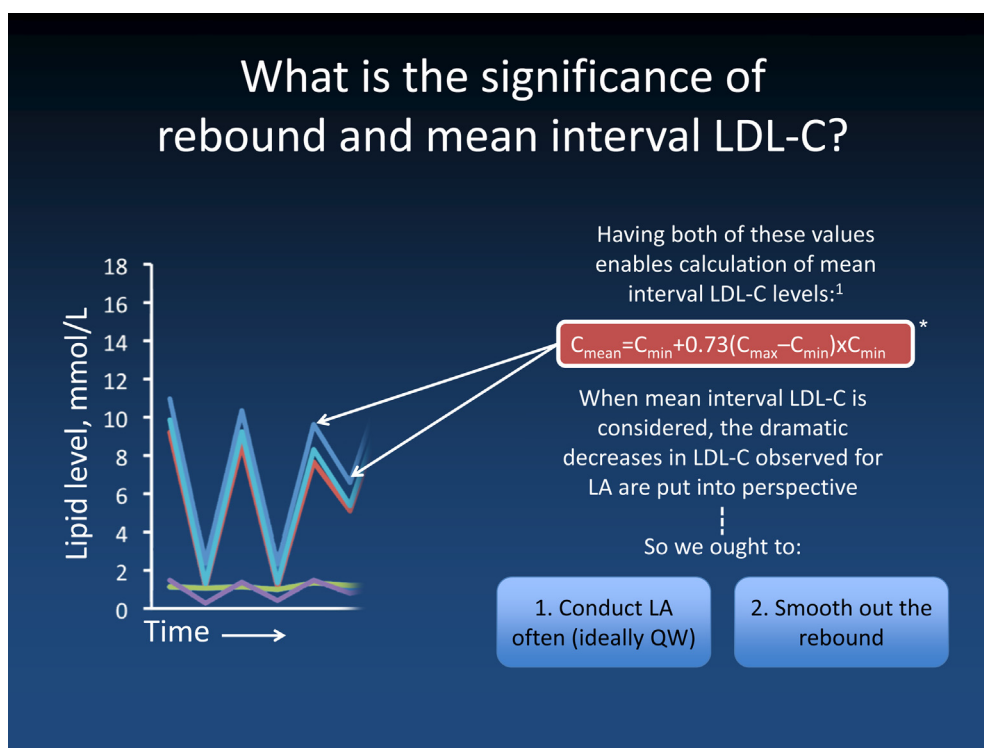 What is the significance of
rebound and mean interval LDL-C?
Having both of these values
enables calculation of mean
interval LDL-C levels:¹
Cmean=Cmin+0.73(Cmax–Cmin)xCmin *
When mean interval LDL-C is
considered, the dramatic
decreases in LDL-C observed for
LA are put into perspective
So we ought to:
1. Conduct LA
often (ideally QW)
2. Smooth out the
rebound
Lipid level, mmol/L
18
16
14
12
10
8
6
4
2
0
Time